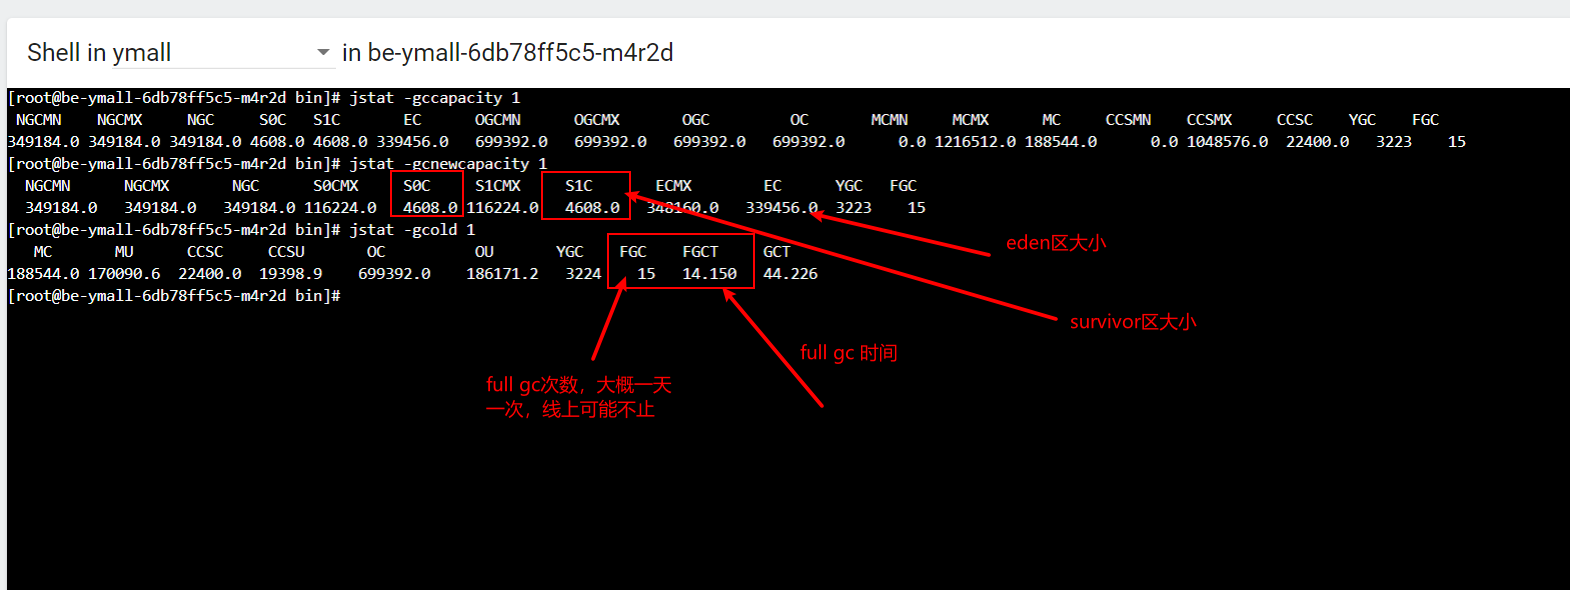 Shell in ymall in be-ymall-6db78ff5c5-m4r2d
[root@be-ymall-6db78ff5c5-m4r2d bin]# jstat -gccapacity 1
NGCMN NGCMX NGC S0C S1C EC OGCMN OGCMX OGC OC MCMN MCMX MC CCSMN CCSMX CCSC YGC FGC
349184.0 349184.0 349184.0 4608.0 4608.0 339456.0 699392.0 699392.0 699392.0 699392.0 0.0 1216512.0 188544.0 0.0 1048576.0 22400.0 3223 15
[root@be-ymall-6db78ff5c5-m4r2d bin]# jstat -gcnewcapacity 1
NGCMN NGCMX NGC S0CMX S0C S1CMX S1C ECMX EC YGC FGC
349184.0 349184.0 349184.0 116224.0 4608.0 116224.0 4608.0 348160.0 339456.0 3223 15
[root@be-ymall-6db78ff5c5-m4r2d bin]# jstat -gcold 1
MC MU CCSC CCSU OC OU YGC FGC FGCT GCT
188544.0 170090.6 22400.0 19398.9 699392.0 186171.2 3224 15 14.150 44.226
[root@be-ymall-6db78ff5c5-m4r2d bin]#
eden区大小
survivor区大小
full gc 时间
full gc次数，大概一天
一次，线上可能不止